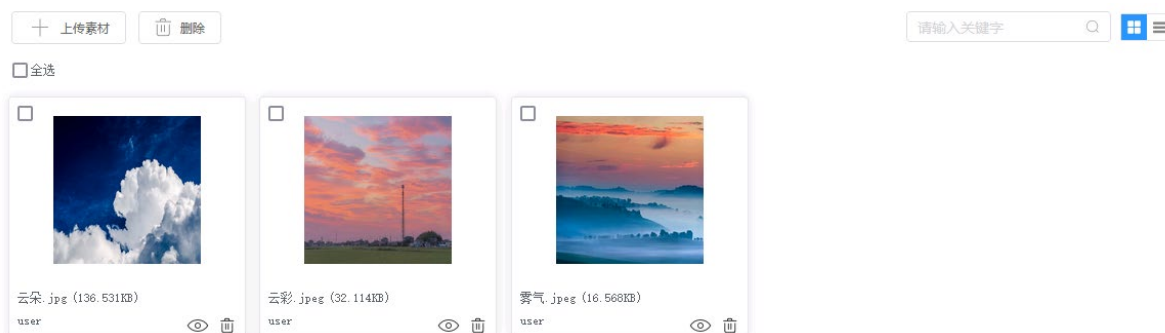 上传素材 删除 请输入关键字
全选
云朵.jpg (136.531KB) 云彩.jpeg (32.114KB) 雾气.jpeg (16.568KB)
user user user